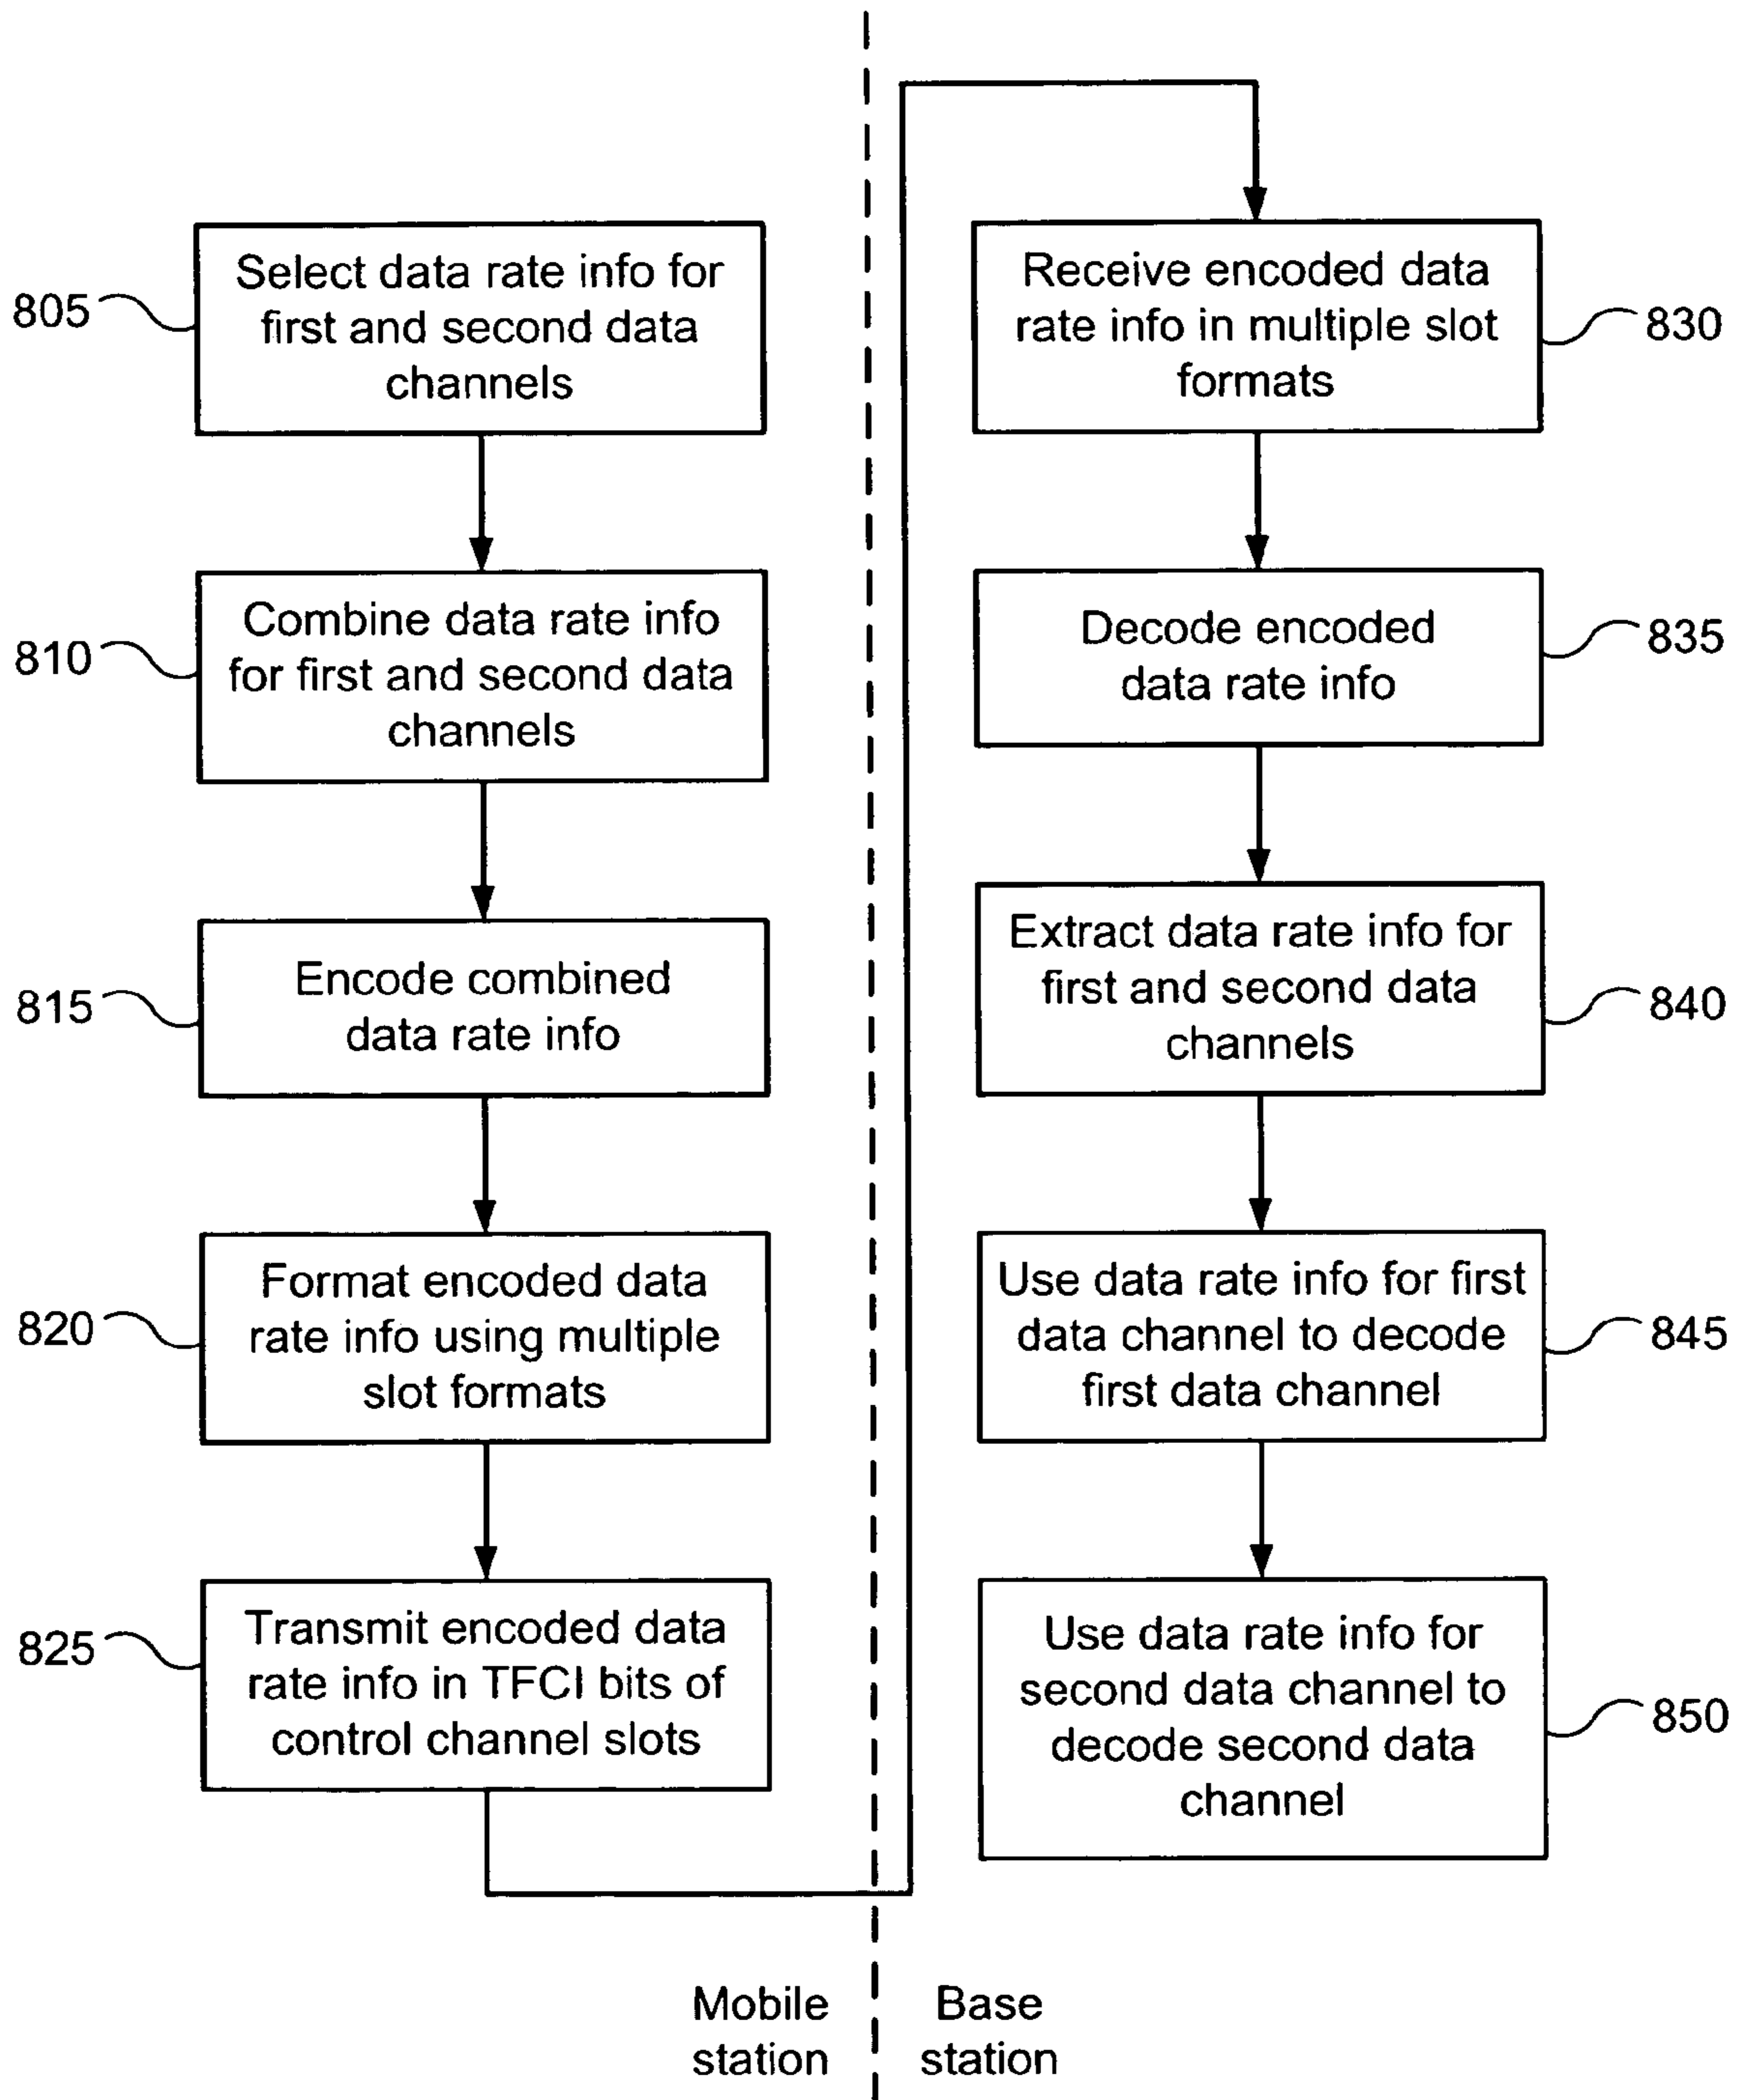 805
Select data rate info for
first and second data
channels
810
Combine data rate info
for first and second data
channels
815
Encode combined
data rate info
820
Format encoded data
rate info using multiple
slot formats
825
Transmit encoded data
rate info in TFCI bits of
control channel slots
Mobile
station
Receive encoded data
rate info in multiple slot
formats
830
Decode encoded
data rate info
835
Extract data rate info for
first and second data
channels
840
Use data rate info for first
data channel to decode
first data channel
845
Use data rate info for
second data channel to
decode second data
channel
850
Base
station